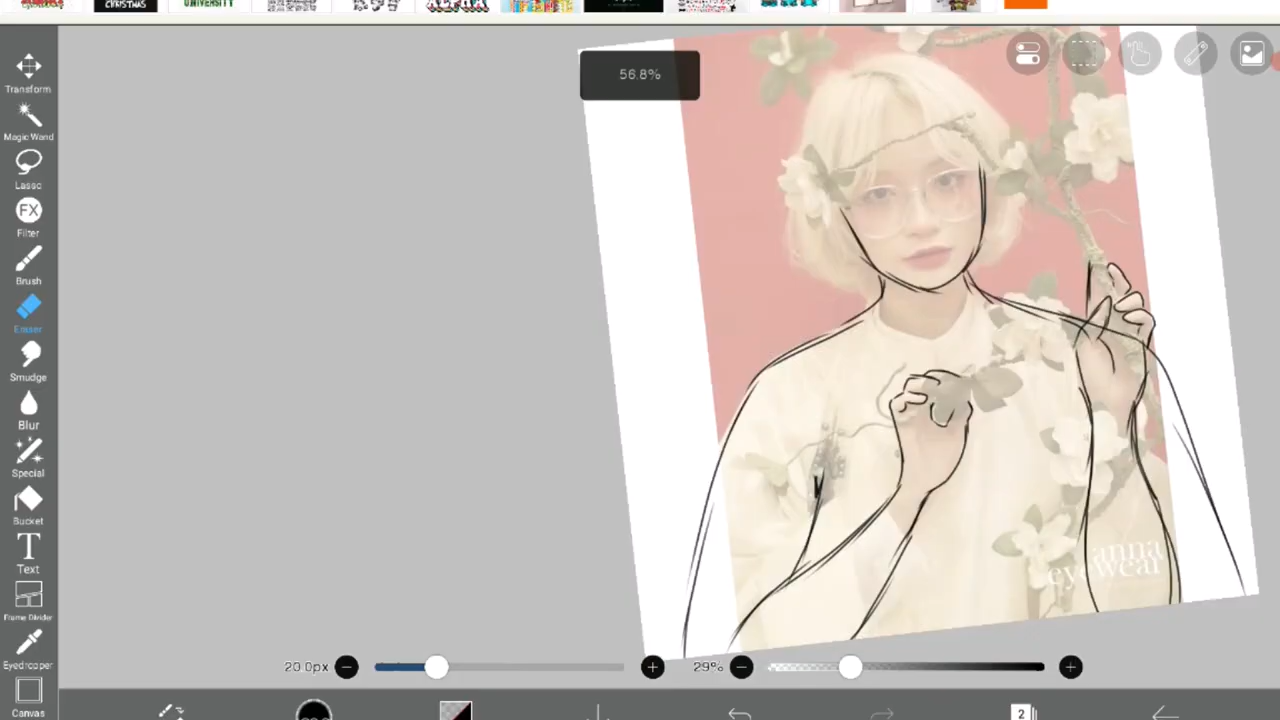 CHRISTMAS
UNIVERSITY
56.8%
Transform
Magic Wand
Lasso
FX
Filter
Brush
Eraser
Smudge
Blur
Special
Bucket
T
Text
Frame Divider
Eyedropper
Canvas
anna
eyewear
20.0px
29%
2